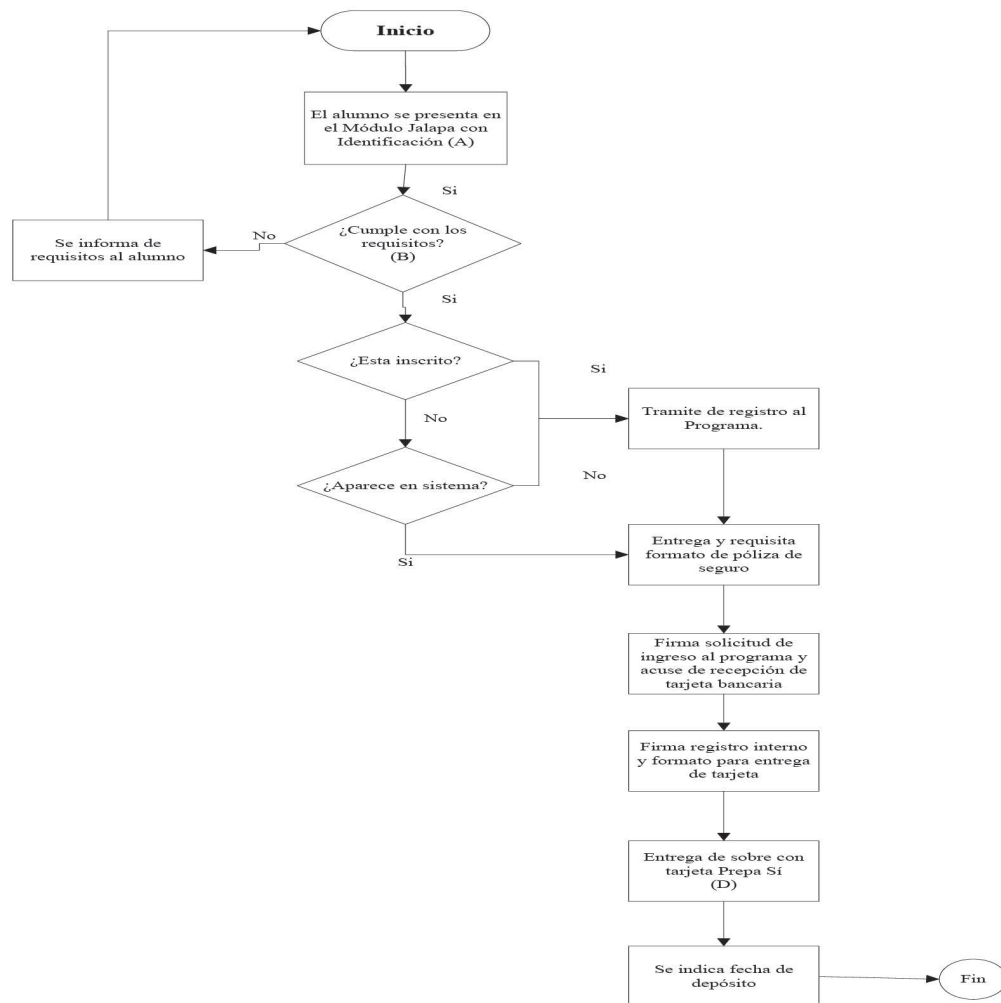 Inicio
El alumno se presenta en
el Módulo Jalapa con
Identificación (A)
Si
¿Cumple con los
requisitos?
(B)
No
Se informa de
requisitos al alumno
Si
¿Esta inscrito?
Si
No
Tramite de registro al
Programa.
¿Aparece en sistema?
No
Si
Entrega y requisita
formato de póliza de
seguro
Firma solicitud de
ingreso al programa y
acuse de recepción de
tarjeta bancaria
Firma registro interno
y formato para entrega
de tarjeta
Entrega de sobre con
tarjeta Prepa Sí
(D)
Se indica fecha de
depósito
Fin